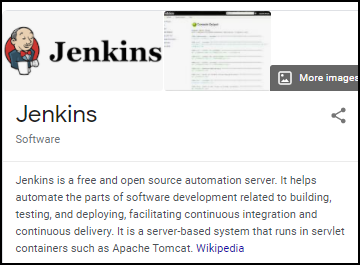 Jenkins
More images
Jenkins
Software
Jenkins is a free and open source automation server. It helps
automate the parts of software development related to building,
testing, and deploying, facilitating continuous integration and
continuous delivery. It is a server-based system that runs in servlet
containers such as Apache Tomcat. Wikipedia